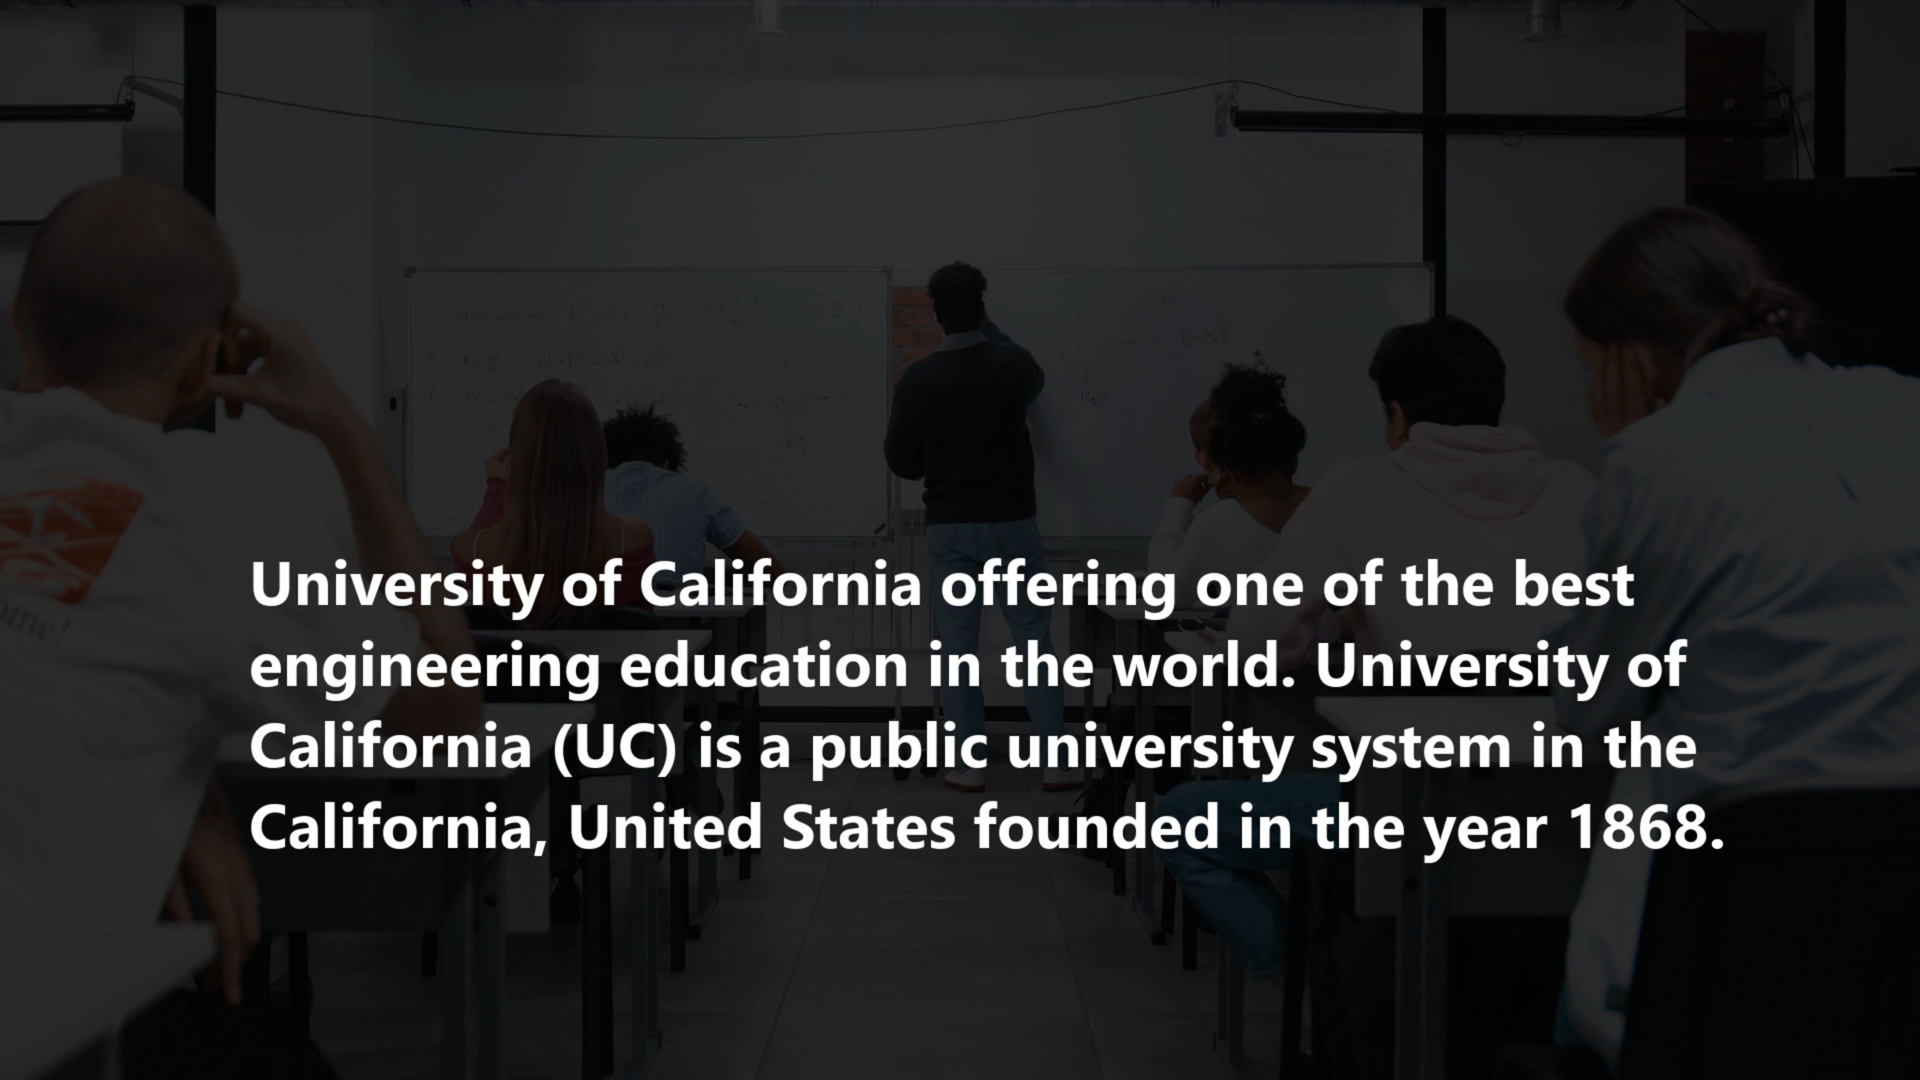 University of California offering one of the best
engineering education in the world. University of
California (UC) is a public university system in the
California, United States founded in the year 1868.